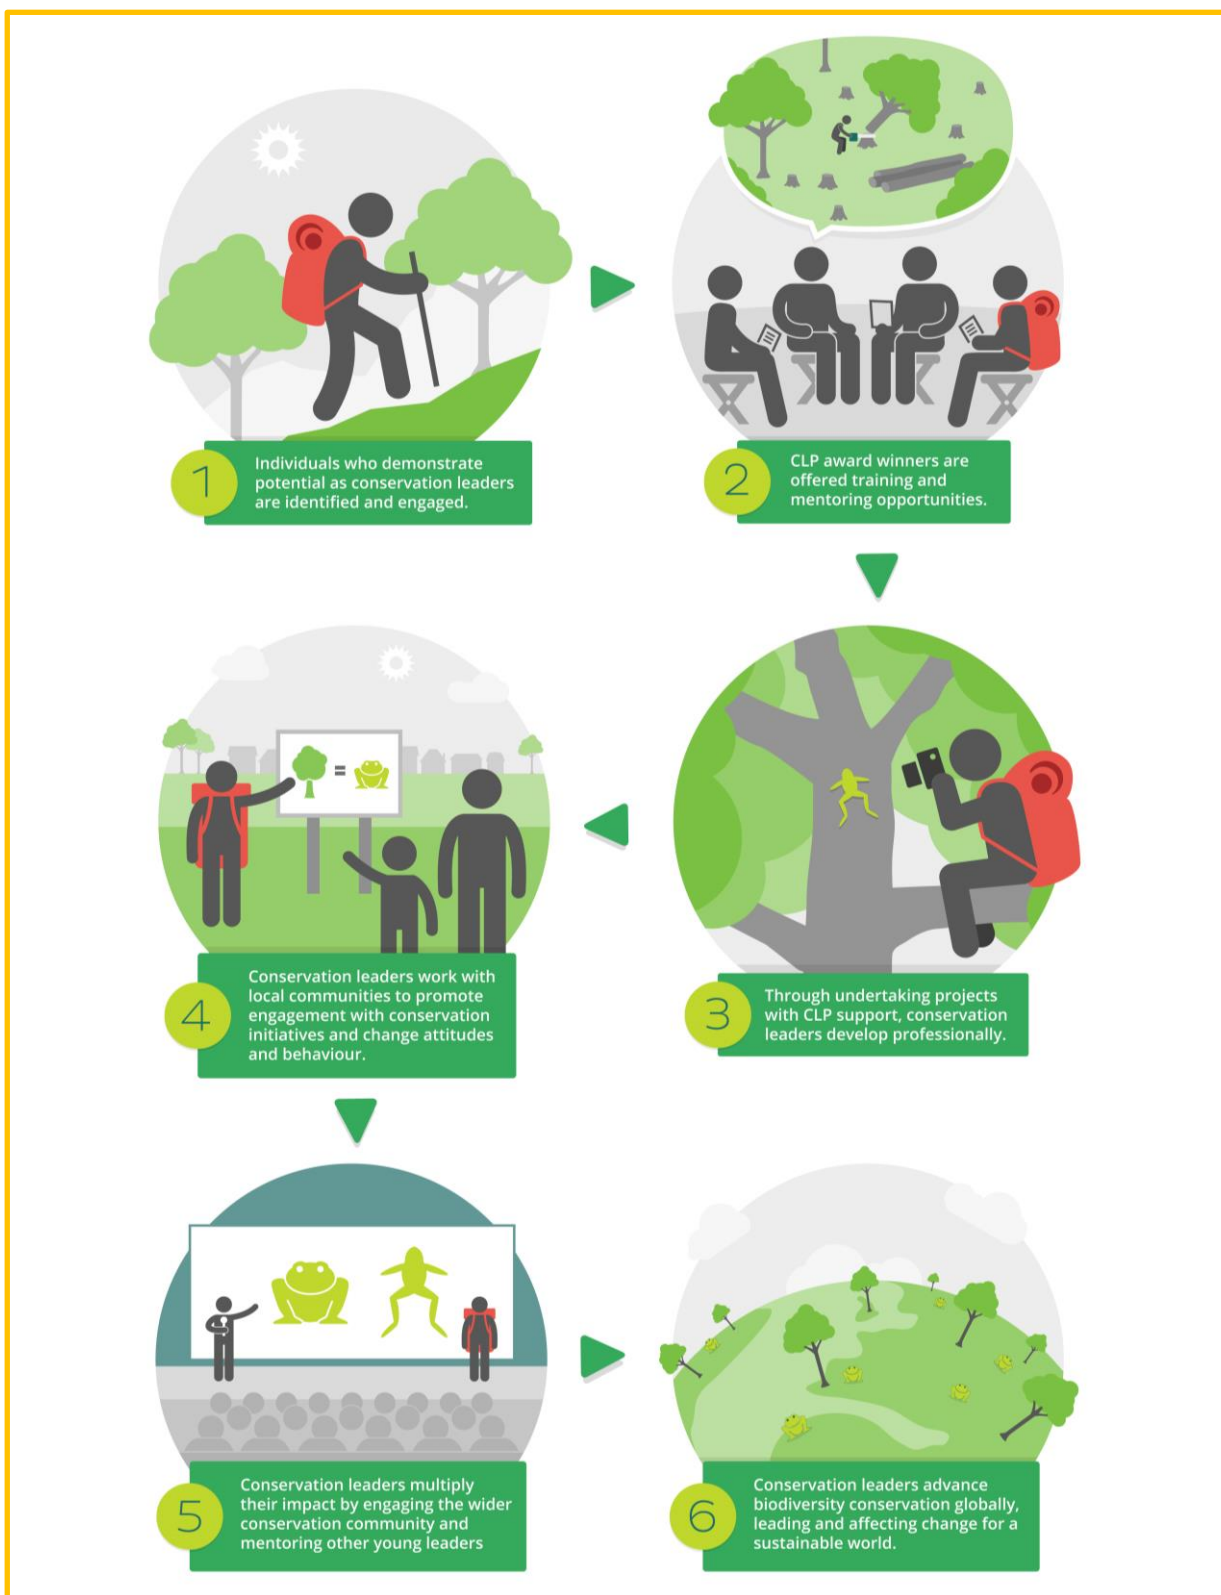 1
Individuals who demonstrate
potential as conservation leaders
are identified and engaged.
2
CLP award winners are
offered training and
mentoring opportunities.
3
Through undertaking projects
with CLP support, conservation
leaders develop professionally.
=
4
Conservation leaders work with
local communities to promote
engagement with conservation
initiatives and change attitudes
and behaviour.
5
Conservation leaders multiply
their impact by engaging the wider
conservation community and
mentoring other young leaders
6
Conservation leaders advance
biodiversity conservation globally,
leading and affecting change for a
sustainable world.